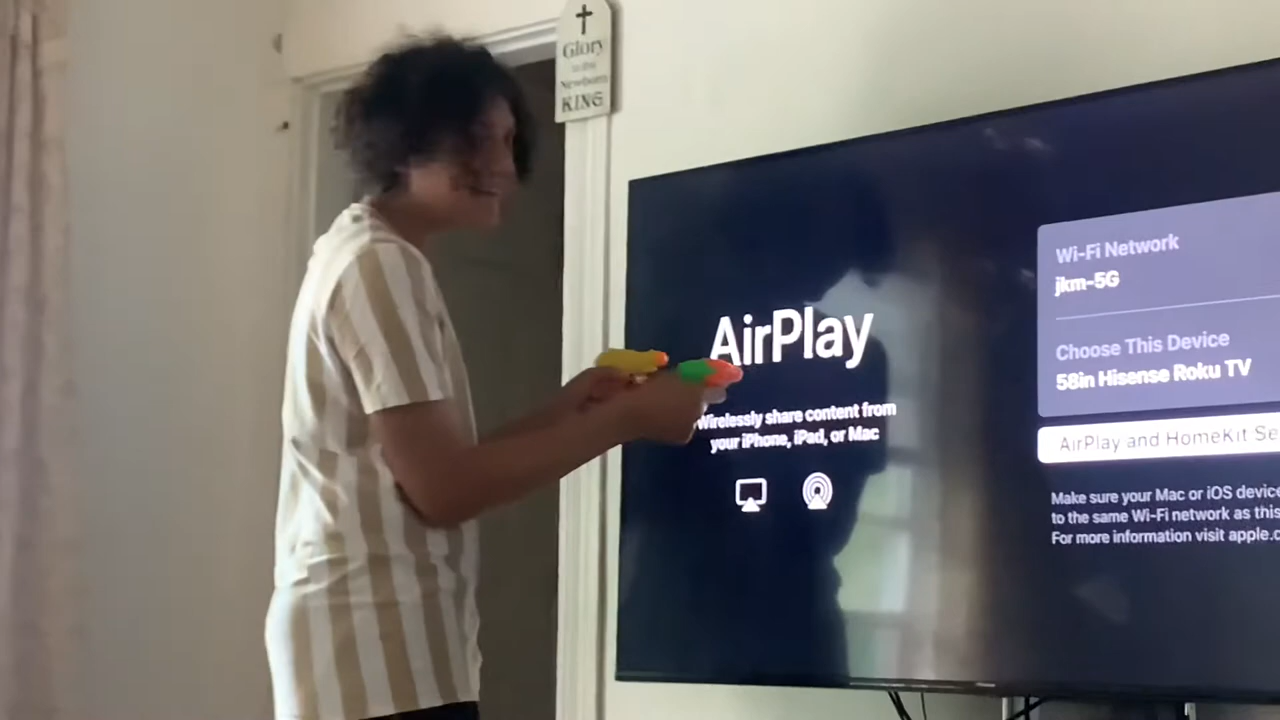 Glory
to the
Newborn
KING
AirPlay
Wirelessly share content from
your iPhone, iPad, or Mac
Wi-Fi Network
jkm-5G
Choose This Device
58in Hisense Roku TV
AirPlay and HomeKit Se
Make sure your Mac or iOS device
to the same Wi-Fi network as this
For more information visit apple.c